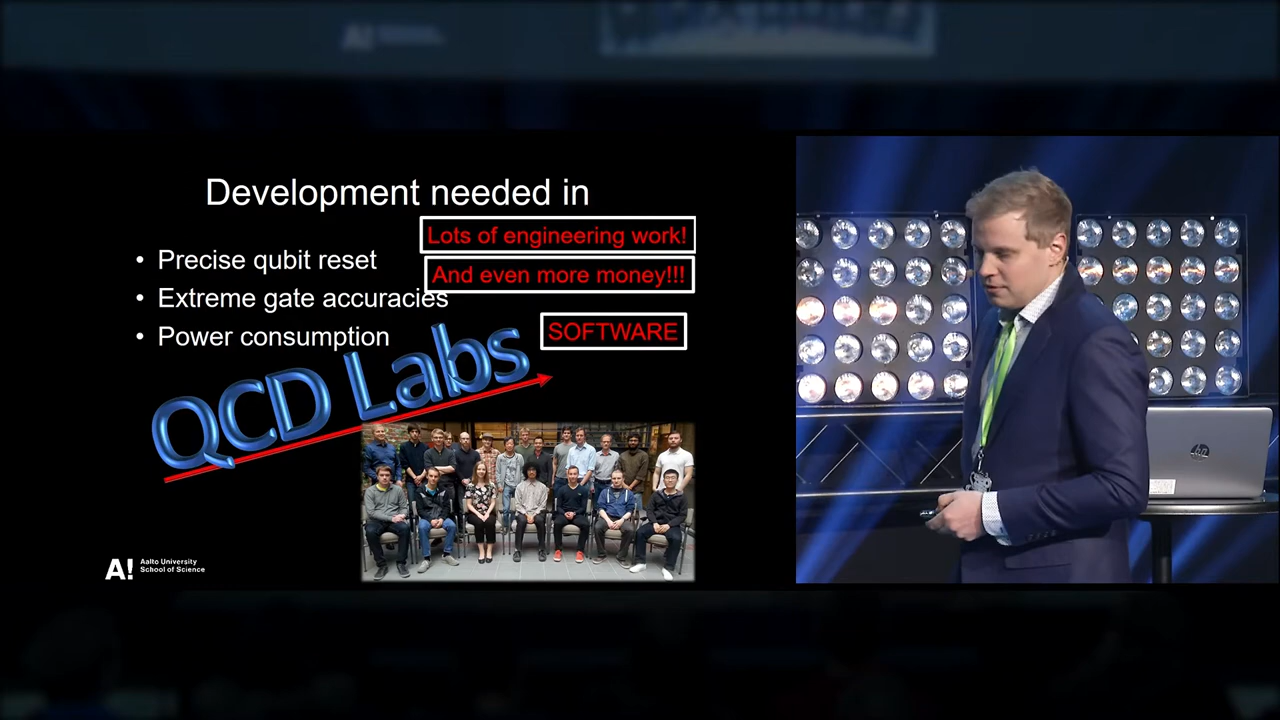 Development needed in
Lots of engineering work!
• Precise qubit reset
And even more money!!!
• Extreme gate accuracies
• Power consumption
SOFTWARE
QCD Labs
A! Aalto University
School of Science
hp